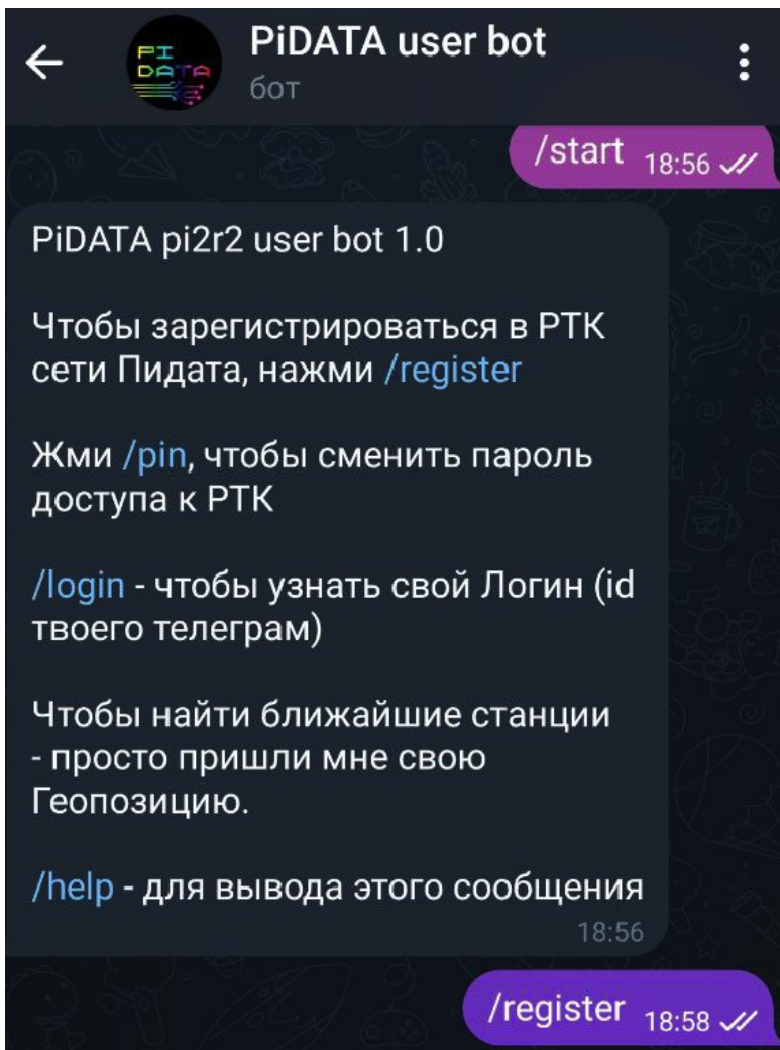 PiDATA user bot
PI
DATA
бот
/start 18:56
PiDATA pi2r2 user bot 1.0
Чтобы зарегистрироваться в РТК
сети Пидата, нажми /register
Жми /pin, чтобы сменить пароль
доступа к РТК
/login - чтобы узнать свой Логин (id
твоего телеграм)
Чтобы найти ближайшие станции
- просто пришли мне свою
Геопозицию.
/help - для вывода этого сообщения
18:56
/register 18:58